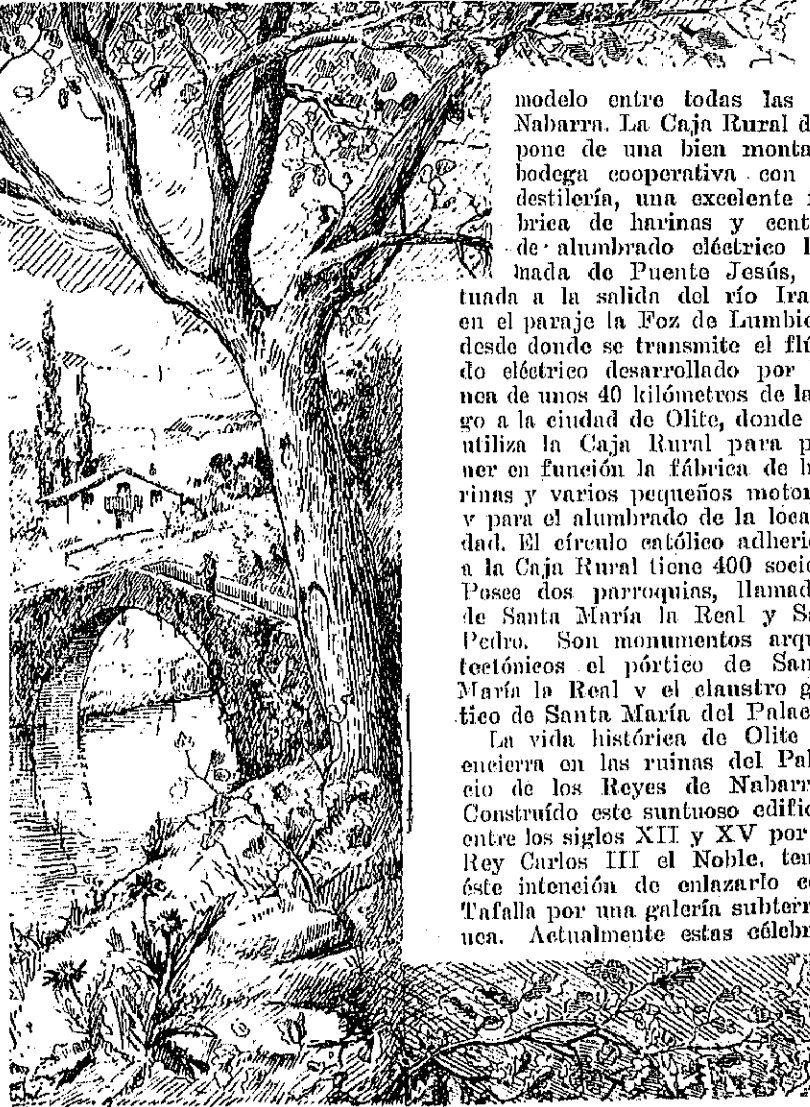 modelo entre todas las
Nabarra. La Caja Rural d
pone de una bien monta
bodega cooperativa con
destilería, una excelente
brica de harinas y cent
de alumbrado eléctrico l
mada de Puente Jesús,
tuada a la salida del río Ira
en el paraje la Foz de Lumbie
desde donde se transmite el flú
do eléctrico desarrollado por
nea de unos 40 kilómetros de la
go a la ciudad de Olite, donde
utiliza la Caja Rural para p
ner en función la fábrica de h
rinas y varios pequeños motor
y para el alumbrado de la loca
dad. El círculo católico adheri
a la Caja Rural tiene 400 soci
Posee dos parroquias, llamad
de Santa María la Real y Sa
Pedro. Son monumentos arqu
tectónicos el pórtico de San
María la Real y el claustro g
tico de Santa María del Palac
La vida histórica de Olite
encierra en las ruinas del Pal
cio de los Reyes de Nabarr
Construído este suntuoso edific
entre los siglos XII y XV por
Rey Carlos III el Noble, ten
éste intención de enlazarlo c
Tafalla por una galería subterr
nea. Actualmente estas célebr